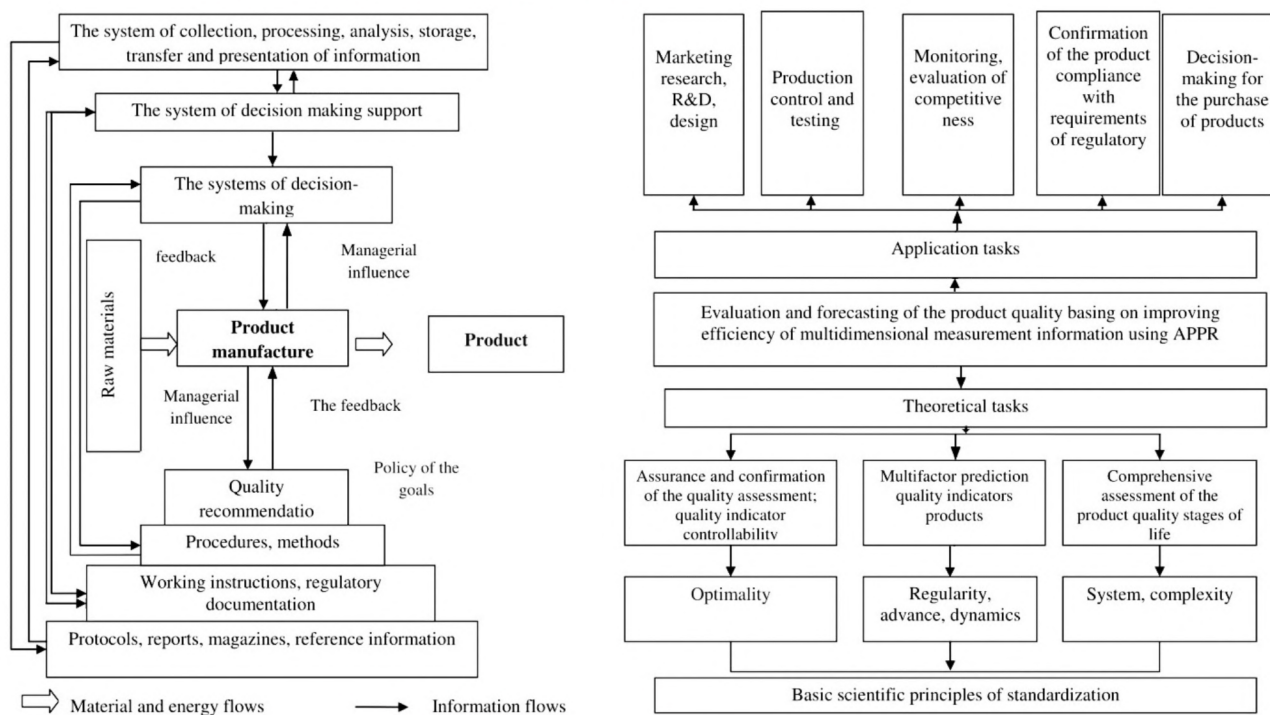 The system of collection, processing, analysis, storage,
transfer and presentation of information
The system of decision making support
The systems of decision-
making
feedback
Managerial
influence
Raw materials
Product
manufacture
Product
Managerial
influence
The feedback
Policy of the
goals
Quality
recommendatio
Procedures, methods
Working instructions, regulatory
documentation
Protocols, reports, magazines, reference information
Material and energy flows
Information flows
Marketing
research,
R&D,
design
Production
control and
testing
Monitoring,
evaluation of
competitive
ness
Confirmation
of the product
compliance
with
requirements
of regulatory
Decision-
making for
the purchase
of products
Application tasks
Evaluation and forecasting of the product quality basing on improving
efficiency of multidimensional measurement information using APPR
Theoretical tasks
Assurance and confirmation
of the quality assessment;
quality indicator
controllability
Multifactor prediction
quality indicators
products
Comprehensive
assessment of the
product quality stages of
life
Optimality
Regularity,
advance, dynamics
System, complexity
Basic scientific principles of standardization